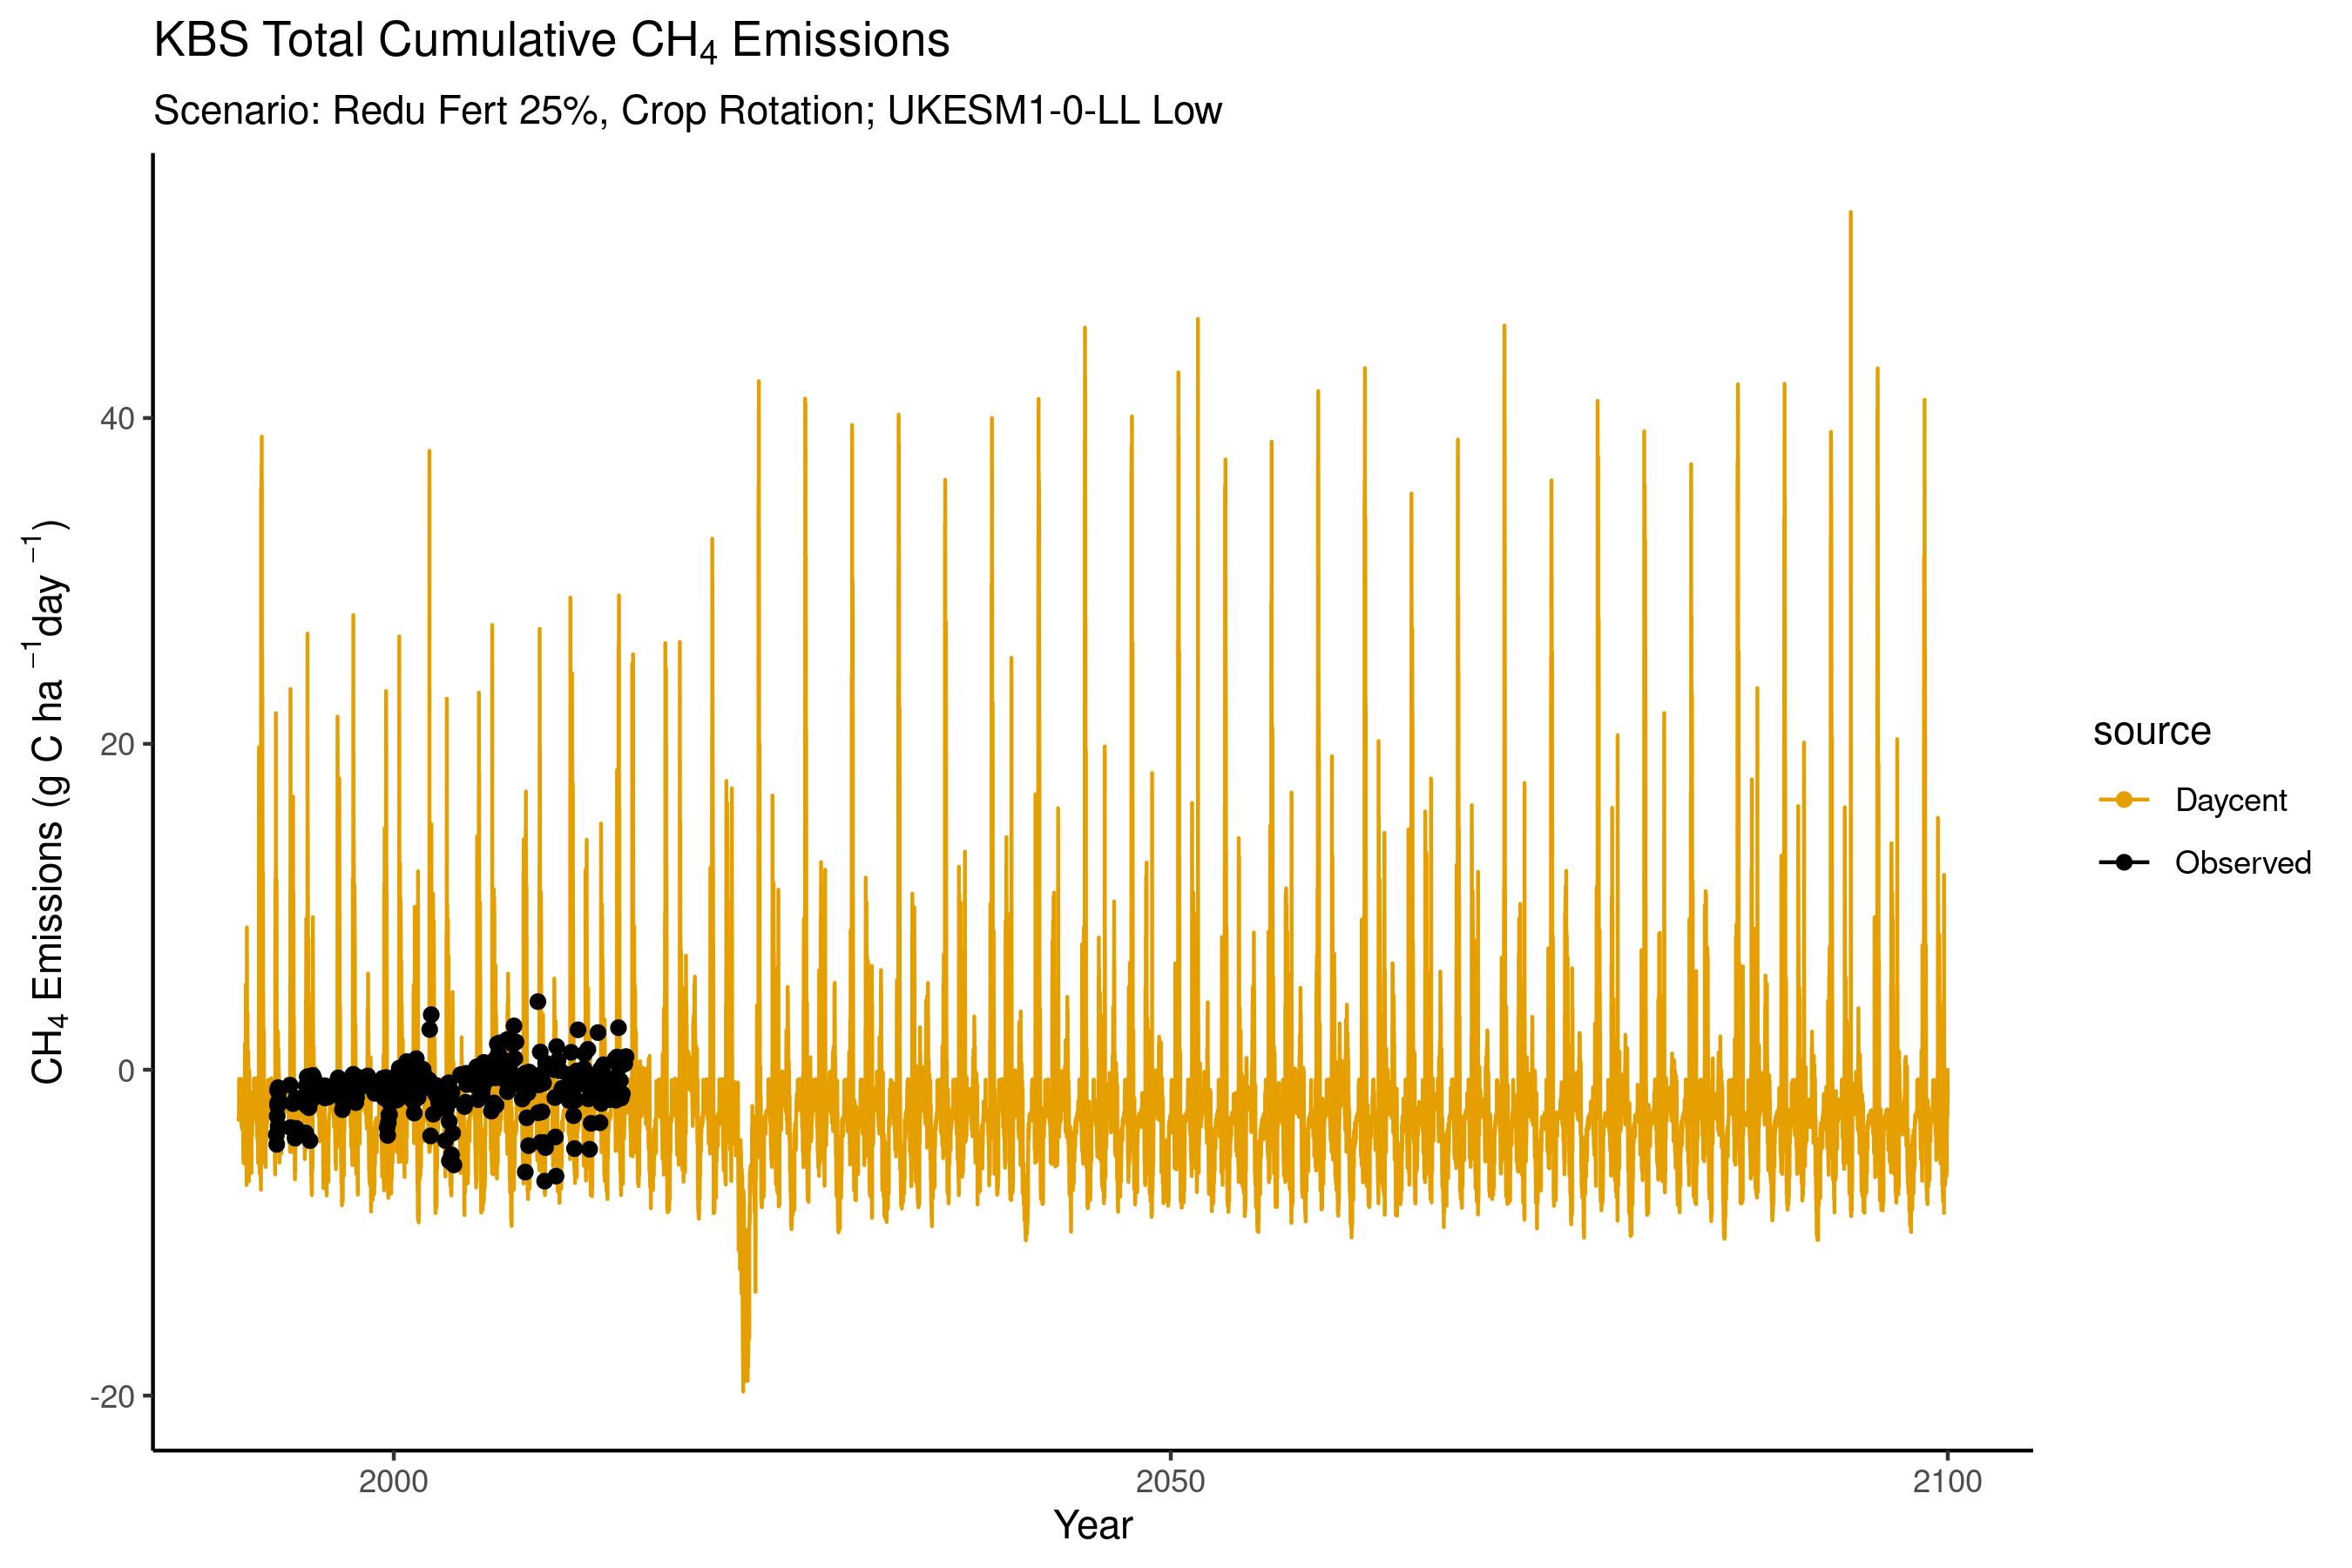 KBS Total Cumulative CH₄ Emissions
Scenario: Redu Fert 25%, Crop Rotation; UKESM1-0-LL Low
CH₄ Emissions (g C ha ⁻¹day ⁻¹)
40
20
0
-20
2000
2050
2100
Year
source
Daycent
Observed